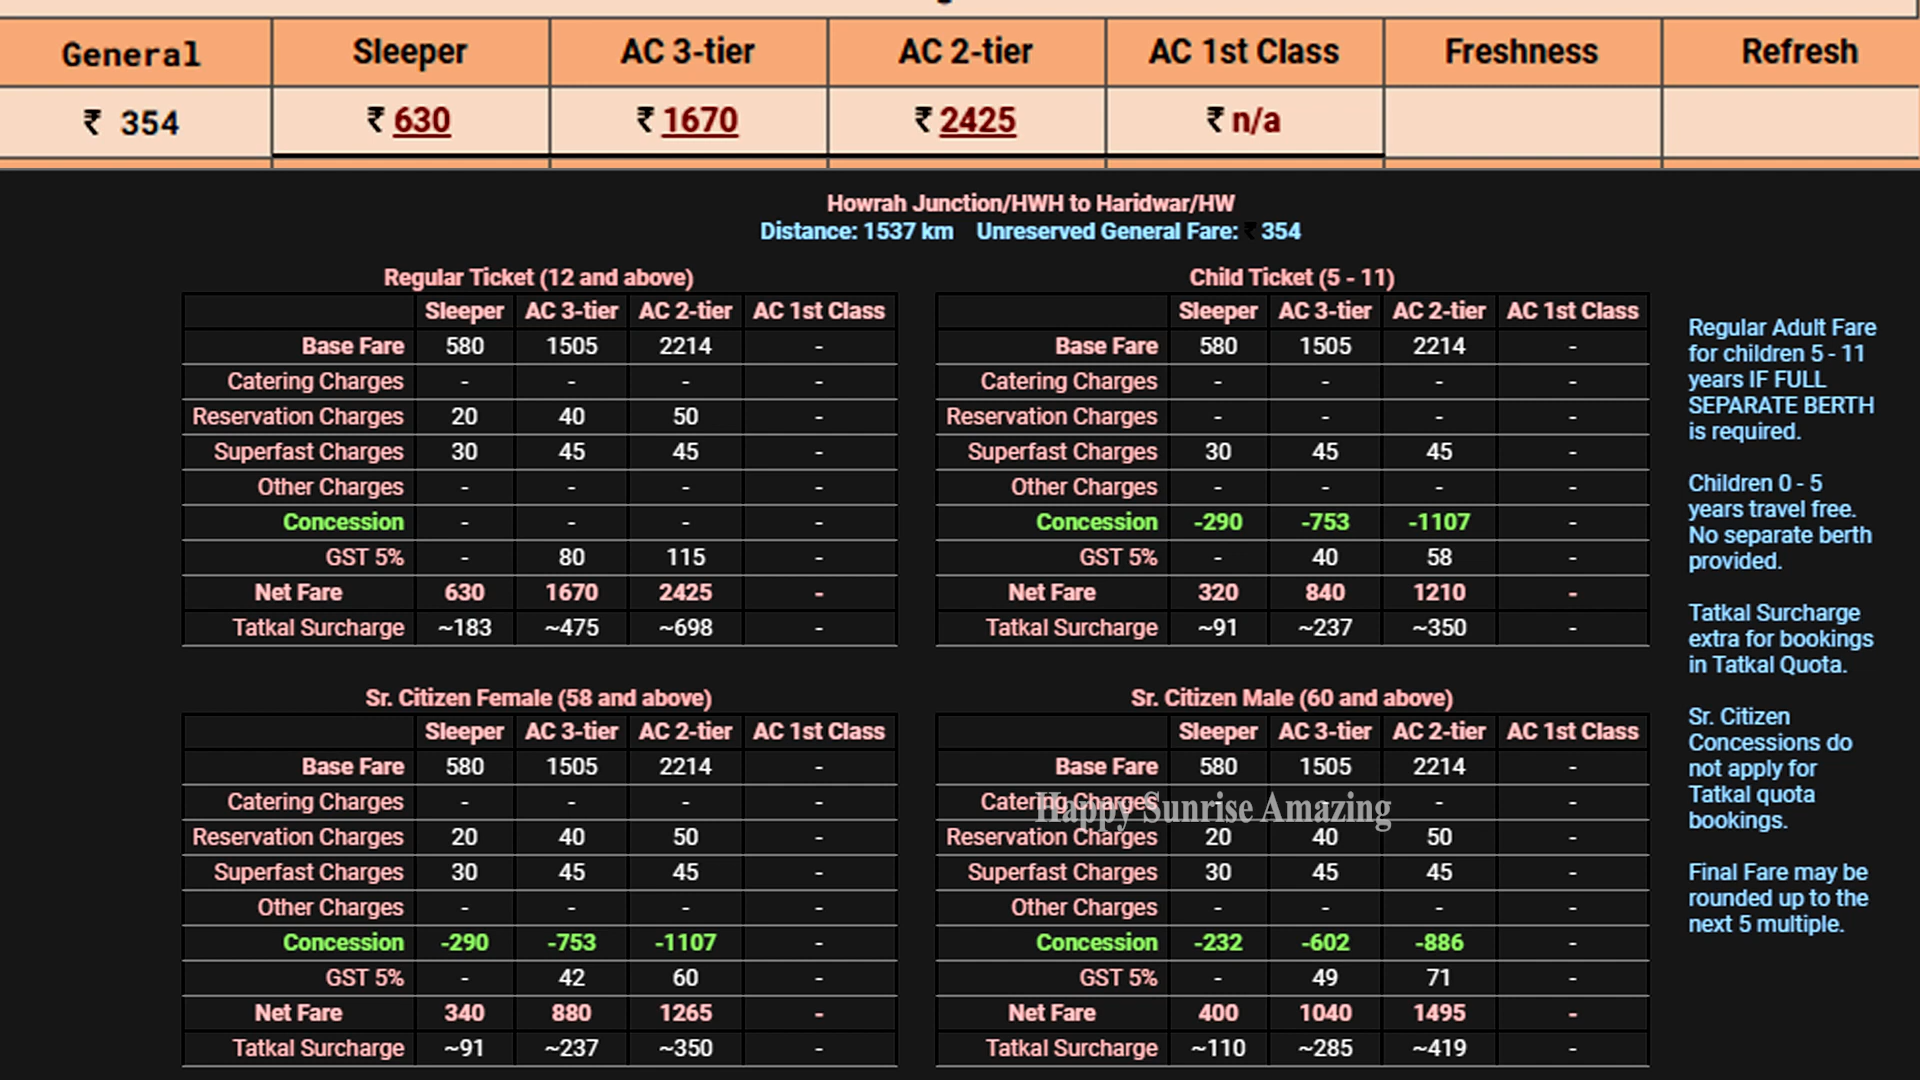 General Sleeper AC 3-tier AC 2-tier AC 1st Class Freshness Refresh
₹ 354 ₹ 630 ₹ 1670 ₹ 2425 ₹ n/a
Howrah Junction/HWH to Haridwar/HW
Distance: 1537 km Unreserved General Fare: ₹ 354
Regular Ticket (12 and above)
Sleeper AC 3-tier AC 2-tier AC 1st Class
Base Fare 580 1505 2214 -
Catering Charges - - - -
Reservation Charges 20 40 50 -
Superfast Charges 30 45 45 -
Other Charges - - - -
Concession - - - -
GST 5% - 80 115 -
Net Fare 630 1670 2425 -
Tatkal Surcharge ~183 ~475 ~698 -
Child Ticket (5 - 11)
Sleeper AC 3-tier AC 2-tier AC 1st Class
Base Fare 580 1505 2214 -
Catering Charges - - - -
Reservation Charges - - - -
Superfast Charges 30 45 45 -
Other Charges - - - -
Concession -290 -753 -1107 -
GST 5% - 40 58 -
Net Fare 320 840 1210 -
Tatkal Surcharge ~91 ~237 ~350 -
Regular Adult Fare
for children 5 - 11
years IF FULL
SEPARATE BERTH
is required.
Children 0 - 5
years travel free.
No separate berth
provided.
Tatkal Surcharge
extra for bookings
in Tatkal Quota.
Sr. Citizen
Concessions do
not apply for
Tatkal quota
bookings.
Final Fare may be
rounded up to the
next 5 multiple.
Sr. Citizen Female (58 and above)
Sleeper AC 3-tier AC 2-tier AC 1st Class
Base Fare 580 1505 2214 -
Catering Charges - - - -
Reservation Charges 20 40 50 -
Superfast Charges 30 45 45 -
Other Charges - - - -
Concession -290 -753 -1107 -
GST 5% - 42 60 -
Net Fare 340 880 1265 -
Tatkal Surcharge ~91 ~237 ~350 -
Sr. Citizen Male (60 and above)
Sleeper AC 3-tier AC 2-tier AC 1st Class
Base Fare 580 1505 2214 -
Catering Charges - - - -
Happy Sunrise Amazing
Reservation Charges 20 40 50 -
Superfast Charges 30 45 45 -
Other Charges - - - -
Concession -232 -602 -886 -
GST 5% - 49 71 -
Net Fare 400 1040 1495 -
Tatkal Surcharge ~110 ~285 ~419 -